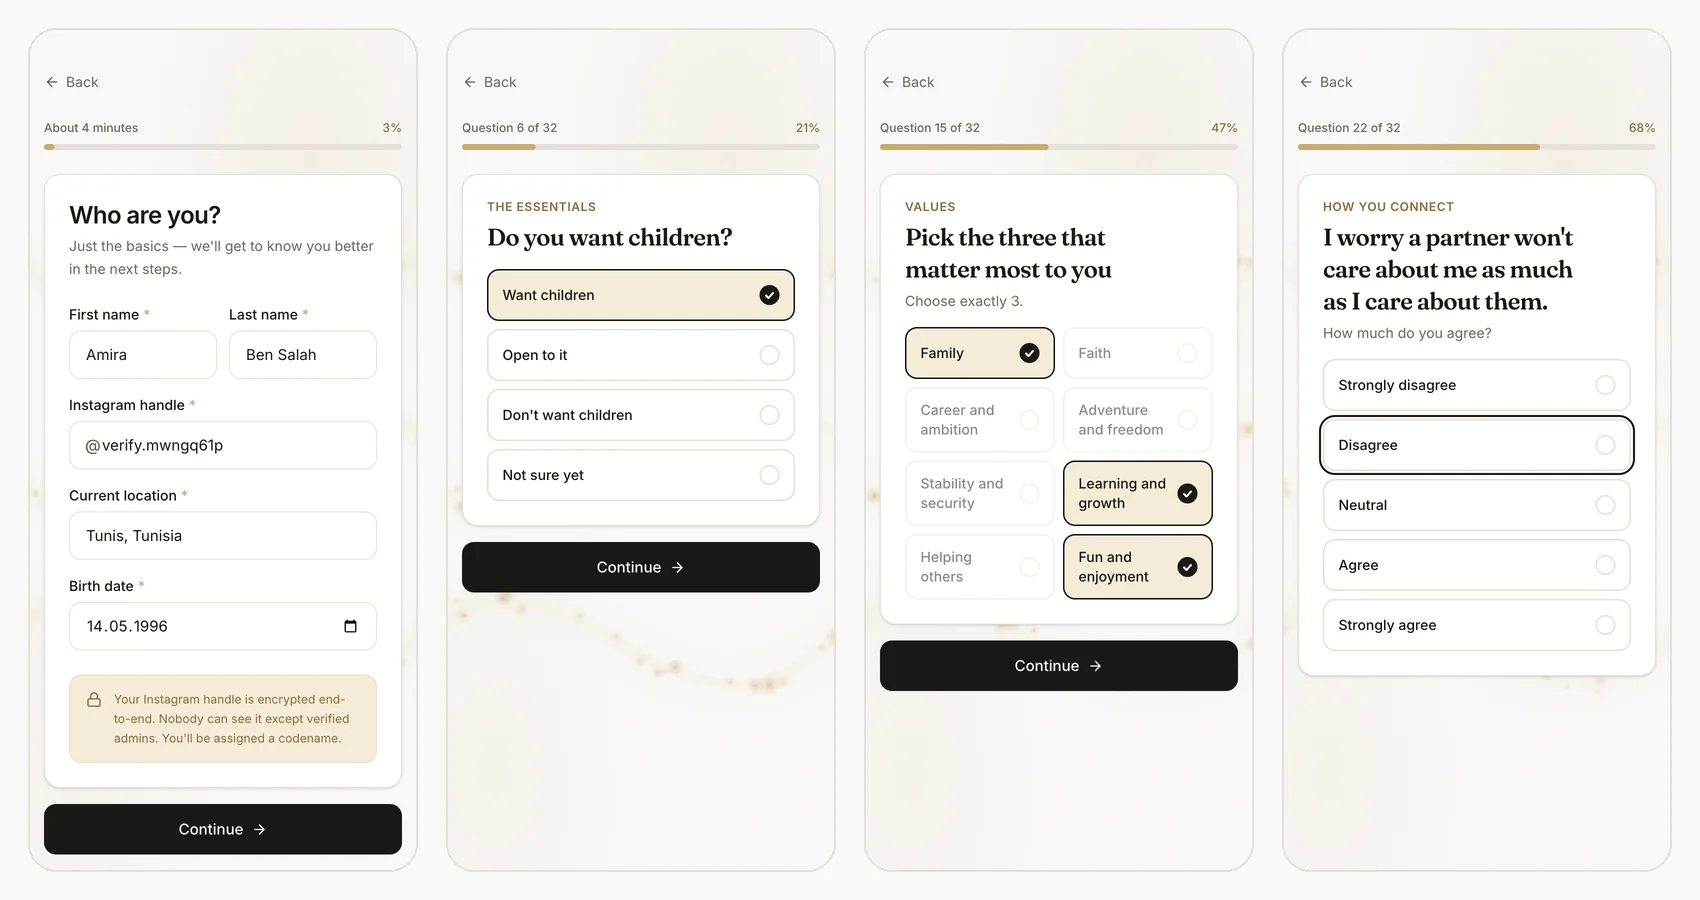 Back
About 4 minutes 3%
Who are you?
Just the basics — we'll get to know you better
in the next steps.
First name * Last name *
Amira Ben Salah
Instagram handle *
@verify.mwngq61p
Current location *
Tunis, Tunisia
Birth date *
14.05.1996
Your Instagram handle is encrypted end-
to-end. Nobody can see it except verified
admins. You'll be assigned a codename.
Continue
Back
Question 6 of 32 21%
THE ESSENTIALS
Do you want children?
Want children
Open to it
Don't want children
Not sure yet
Continue
Back
Question 15 of 32 47%
VALUES
Pick the three that
matter most to you
Choose exactly 3.
Family Faith
Career and
ambition
Adventure
and freedom
Stability and
security
Learning and
growth
Helping
others
Fun and
enjoyment
Continue
Back
Question 22 of 32 68%
HOW YOU CONNECT
I worry a partner won't
care about me as much
as I care about them.
How much do you agree?
Strongly disagree
Disagree
Neutral
Agree
Strongly agree